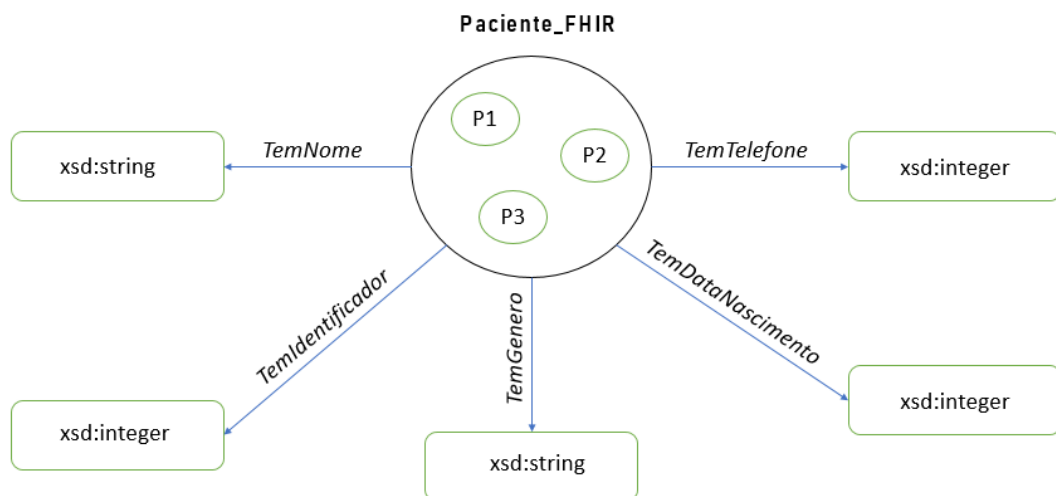 Paciente_FHIR
P1
P2
P3
TemNome
xsd:string
TemTelefone
xsd:integer
TemIdentificador
xsd:integer
TemGenero
xsd:string
TemDataNascimento
xsd:integer